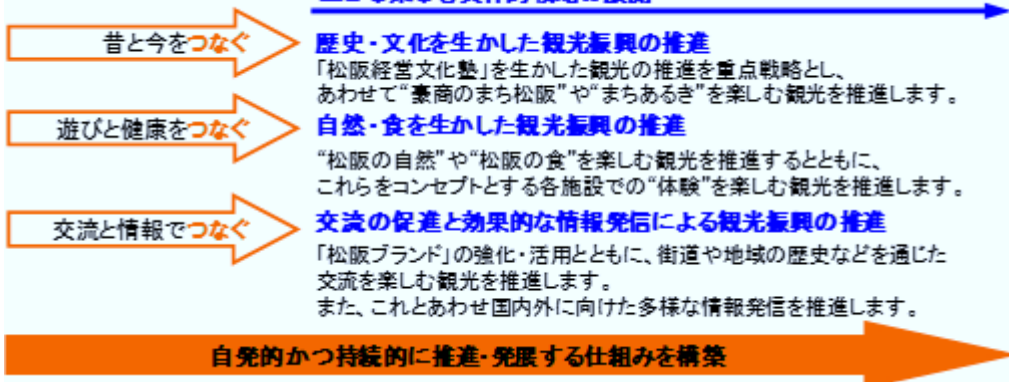 昔と今をつなぐ
歴史・文化を生かした観光振興の推進
「松阪経営文化塾」を生かした観光の推進を重点戦略とし、
あわせて“豪商のまち松阪”や“まちあるき”を楽しむ観光を推進します。
遊びと健康をつなぐ
自然・食を生かした観光振興の推進
“松阪の自然”や“松阪の食”を楽しむ観光を推進するとともに、
これらをコンセプトとする各施設での“体験”を楽しむ観光を推進します。
交流と情報でつなぐ
交流の促進と効果的な情報発信による観光振興の推進
「松阪ブランド」の強化・活用とともに、街道や地域の歴史などを通じた
交流を楽しむ観光を推進します。
また、これとあわせ国内外に向けた多様な情報発信を推進します。
自発的かつ持続的に推進・発展する仕組みを構築